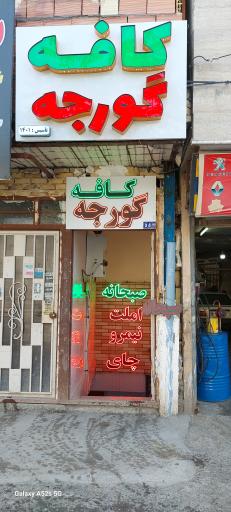 کافه
گورجه
تاسیس : ۱۴۰۱
کافه
گورجه
صبحانه
املت
نیمرو
چای
Galaxy A52s 5G